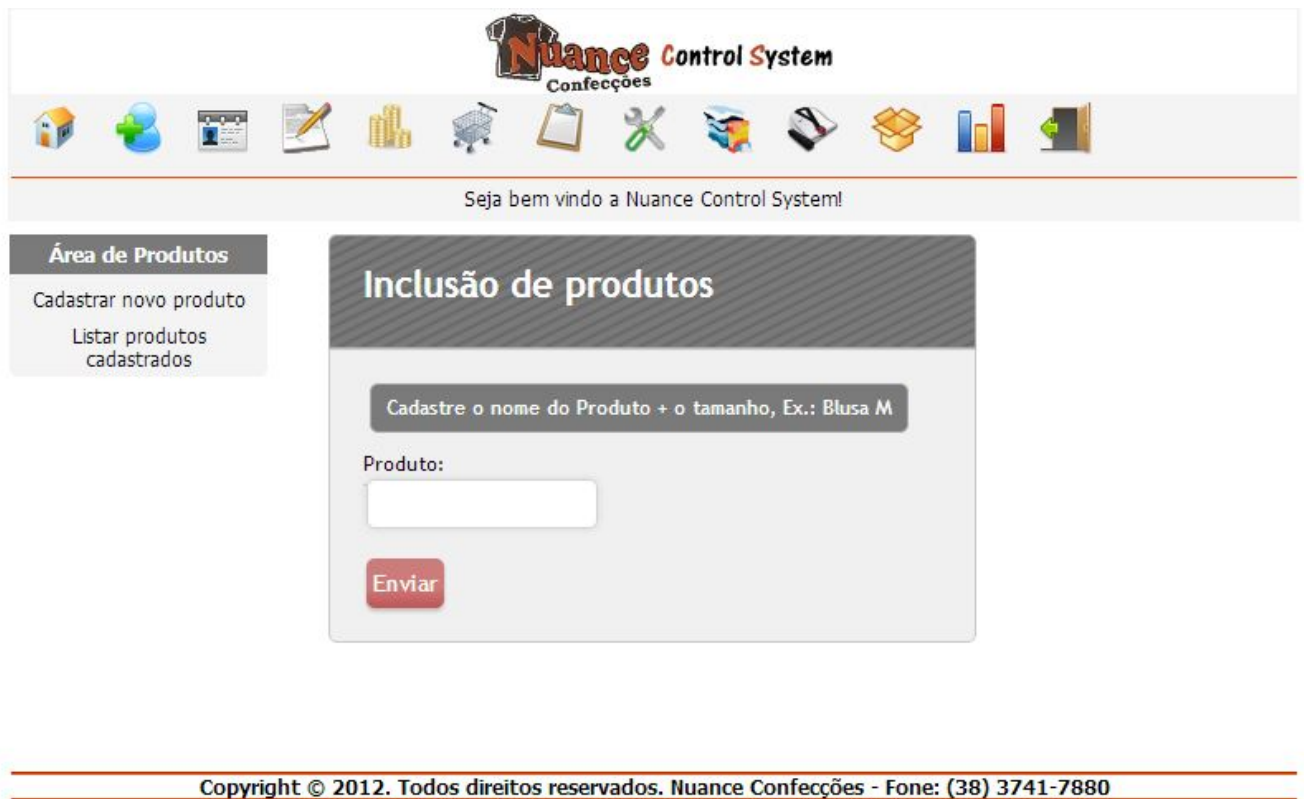 Nuance Control System
Confecções
Seja bem vindo a Nuance Control System!
Área de Produtos
Cadastrar novo produto
Listar produtos
cadastrados
Inclusão de produtos
Cadastre o nome do Produto + o tamanho, Ex.: Blusa M
Produto:
Enviar
Copyright © 2012. Todos direitos reservados. Nuance Confecções - Fone: (38) 3741-7880